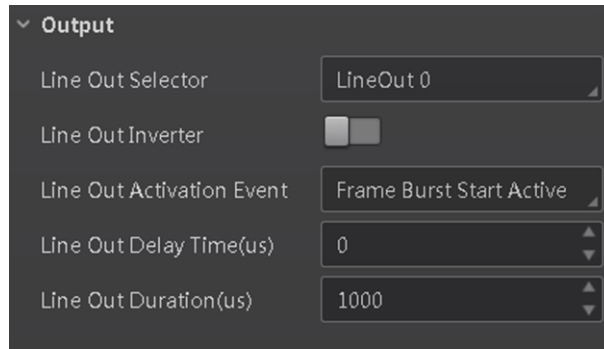 Output
Line Out Selector LineOut 0
Line Out Inverter
Line Out Activation Event Frame Burst Start Active
Line Out Delay Time(us) 0
Line Out Duration(us) 1000